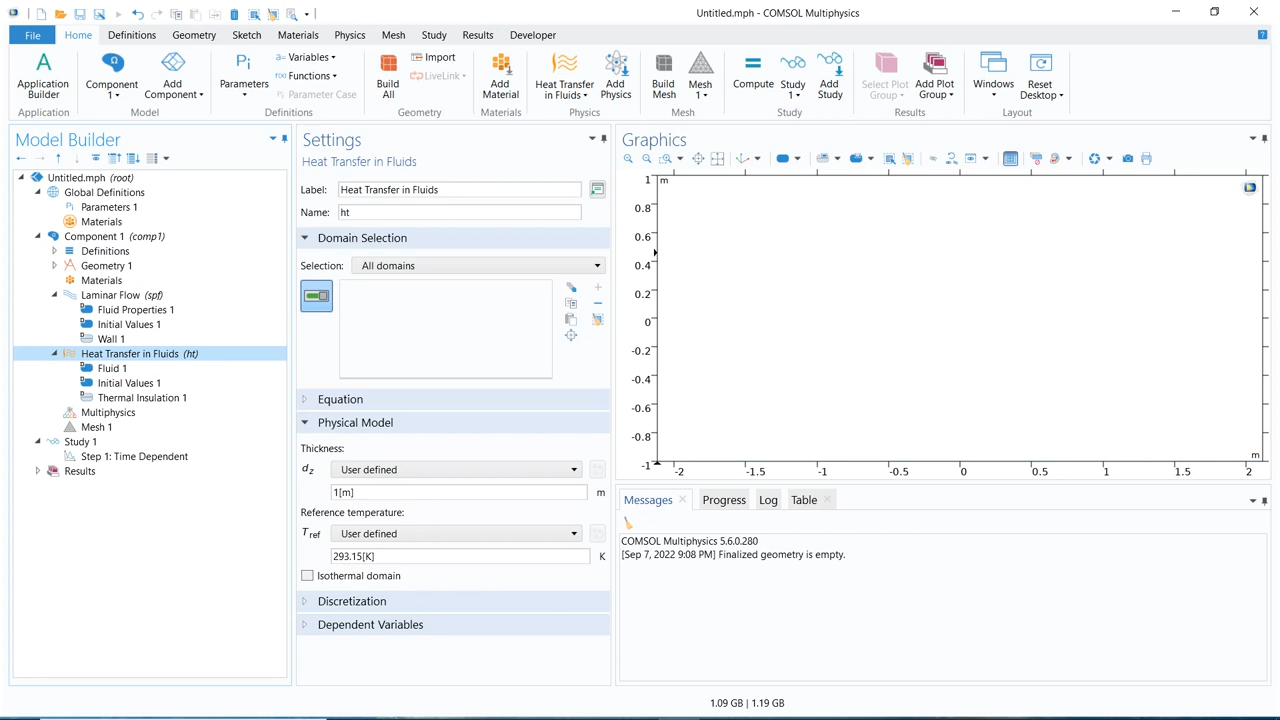 Untitled.mph - COMSOL Multiphysics
File Home Definitions Geometry Sketch Materials Physics Mesh Study Results Developer
Application Builder
Application
Component 1
Add Component
Model
Pi
Parameters
a= Variables
f(x) Functions
Pi Parameter Case
Definitions
Build All
Import
LiveLink
Geometry
Add Material
Materials
Heat Transfer in Fluids
Add Physics
Physics
Build Mesh
Mesh 1
Mesh
Compute
Study 1
Add Study
Study
Select Plot Group
Add Plot Group
Results
Windows
Reset Desktop
Layout
Model Builder
Untitled.mph (root)
Global Definitions
Pi Parameters 1
Materials
Component 1 (comp1)
Definitions
Geometry 1
Materials
Laminar Flow (spf)
Fluid Properties 1
Initial Values 1
Wall 1
Heat Transfer in Fluids (ht)
Fluid 1
Initial Values 1
Thermal Insulation 1
Multiphysics
Mesh 1
Study 1
Step 1: Time Dependent
Results
Settings
Heat Transfer in Fluids
Label: Heat Transfer in Fluids
Name: ht
Domain Selection
Selection: All domains
Equation
Physical Model
Thickness:
dz User defined
1[m] m
Reference temperature:
Tref User defined
293.15[K] K
Isothermal domain
Discretization
Dependent Variables
Graphics
m
1
0.8
0.6
0.4
0.2
0
-0.2
-0.4
-0.6
-0.8
-1
m
-2 -1.5 -1 -0.5 0 0.5 1 1.5 2
Messages Progress Log Table
COMSOL Multiphysics 5.6.0.280
[Sep 7, 2022 9:08 PM] Finalized geometry is empty.
1.09 GB | 1.19 GB